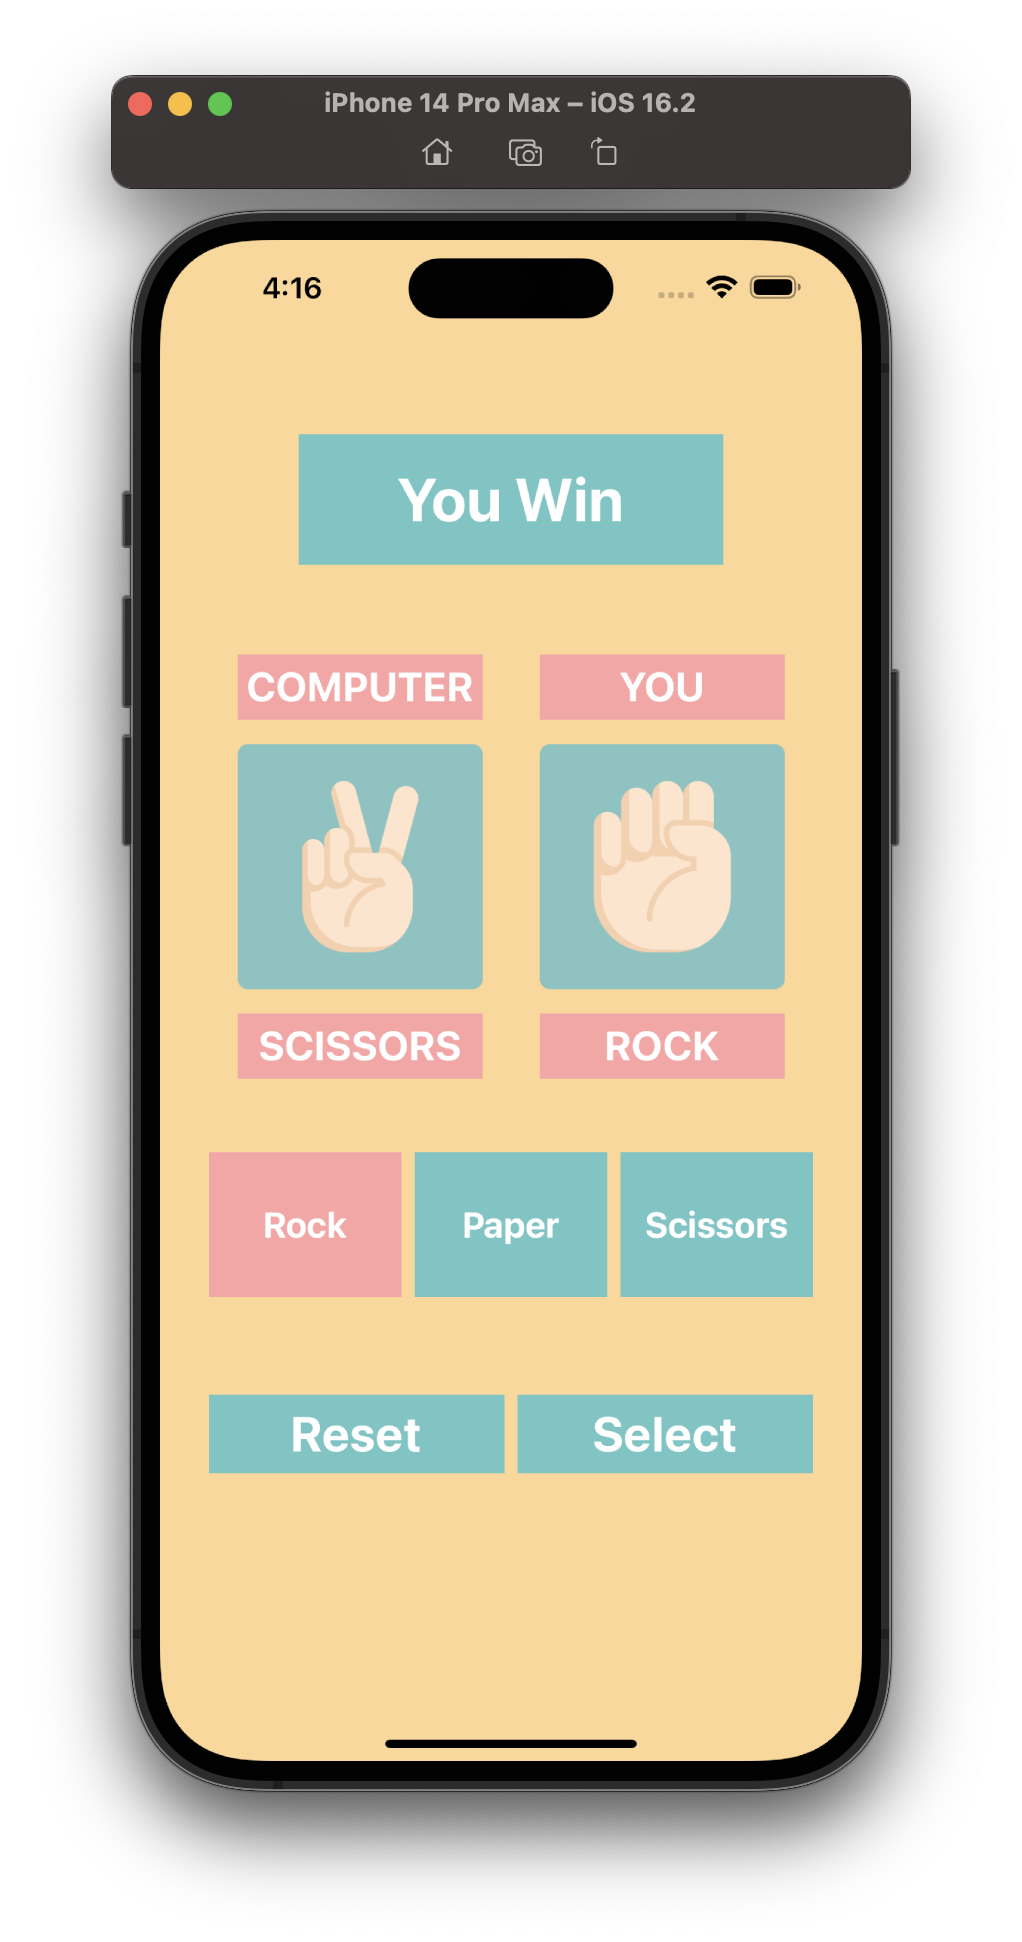 iPhone 14 Pro Max – iOS 16.2
4:16
You Win
COMPUTER YOU
SCISSORS ROCK
Rock Paper Scissors
Reset Select